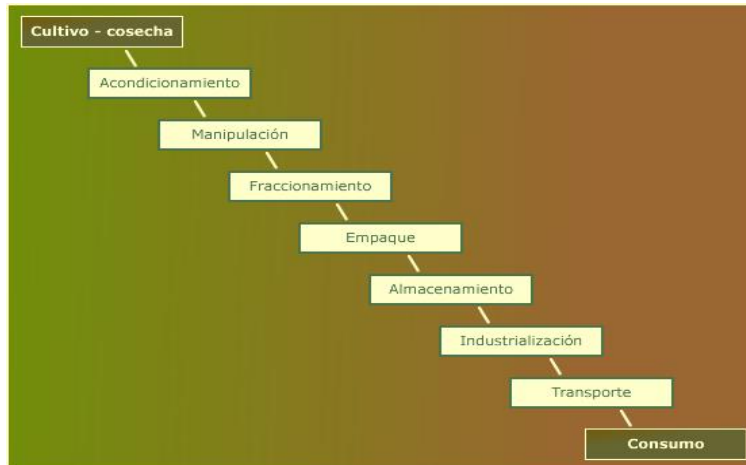 Cultivo - cosecha
Acondicionamiento
Manipulación
Fraccionamiento
Empaque
Almacenamiento
Industrialización
Transporte
Consumo